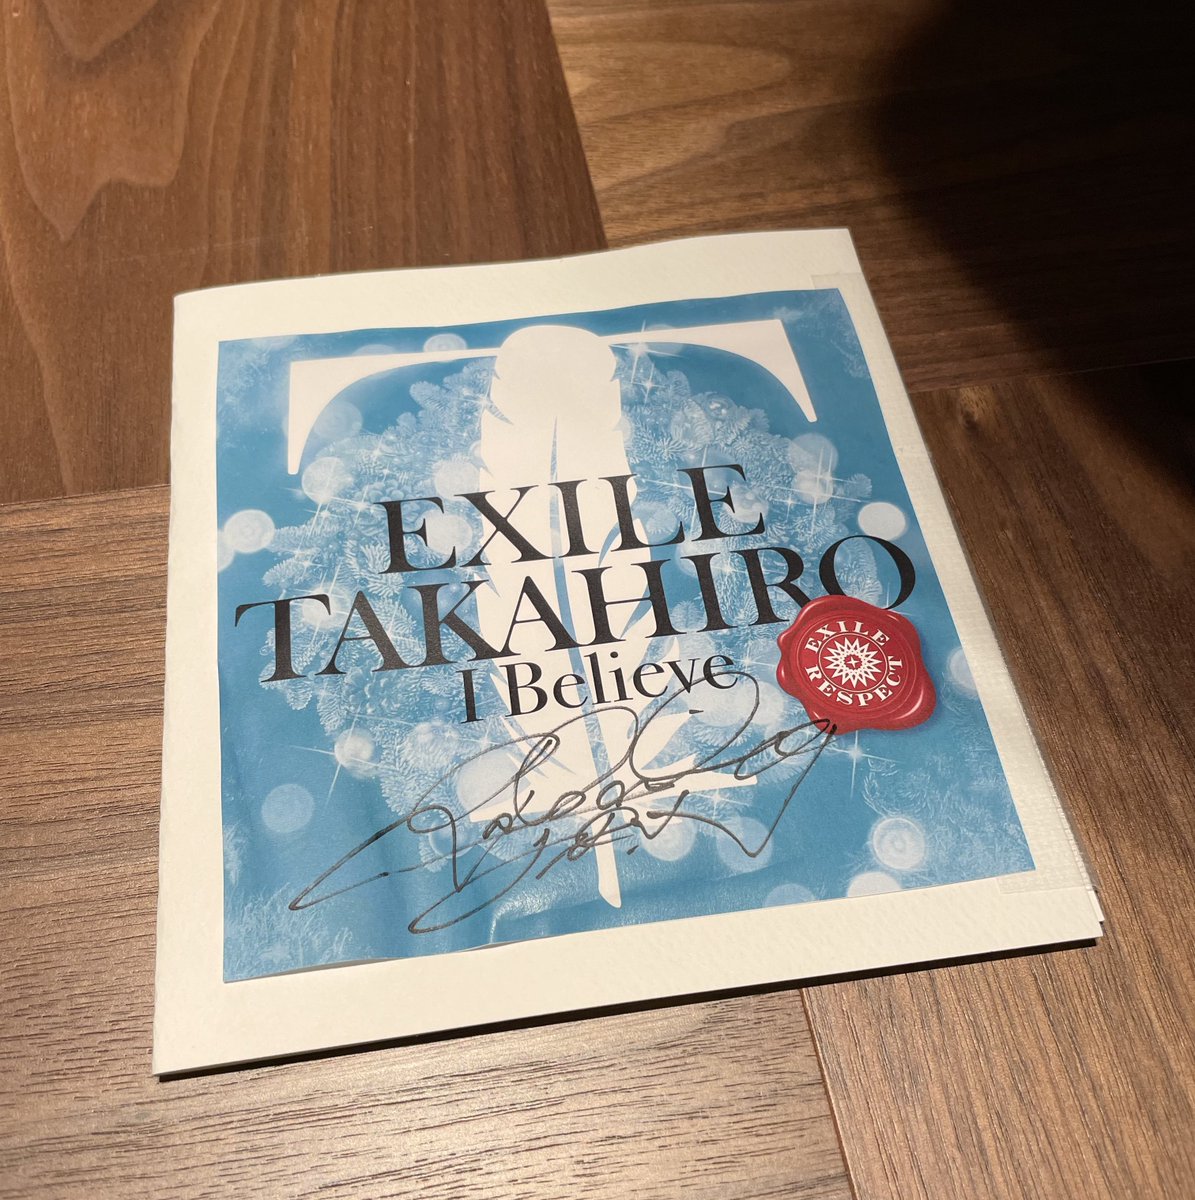 EXILE
TAKAHIRO
I Believe
EXILE
RESPECT